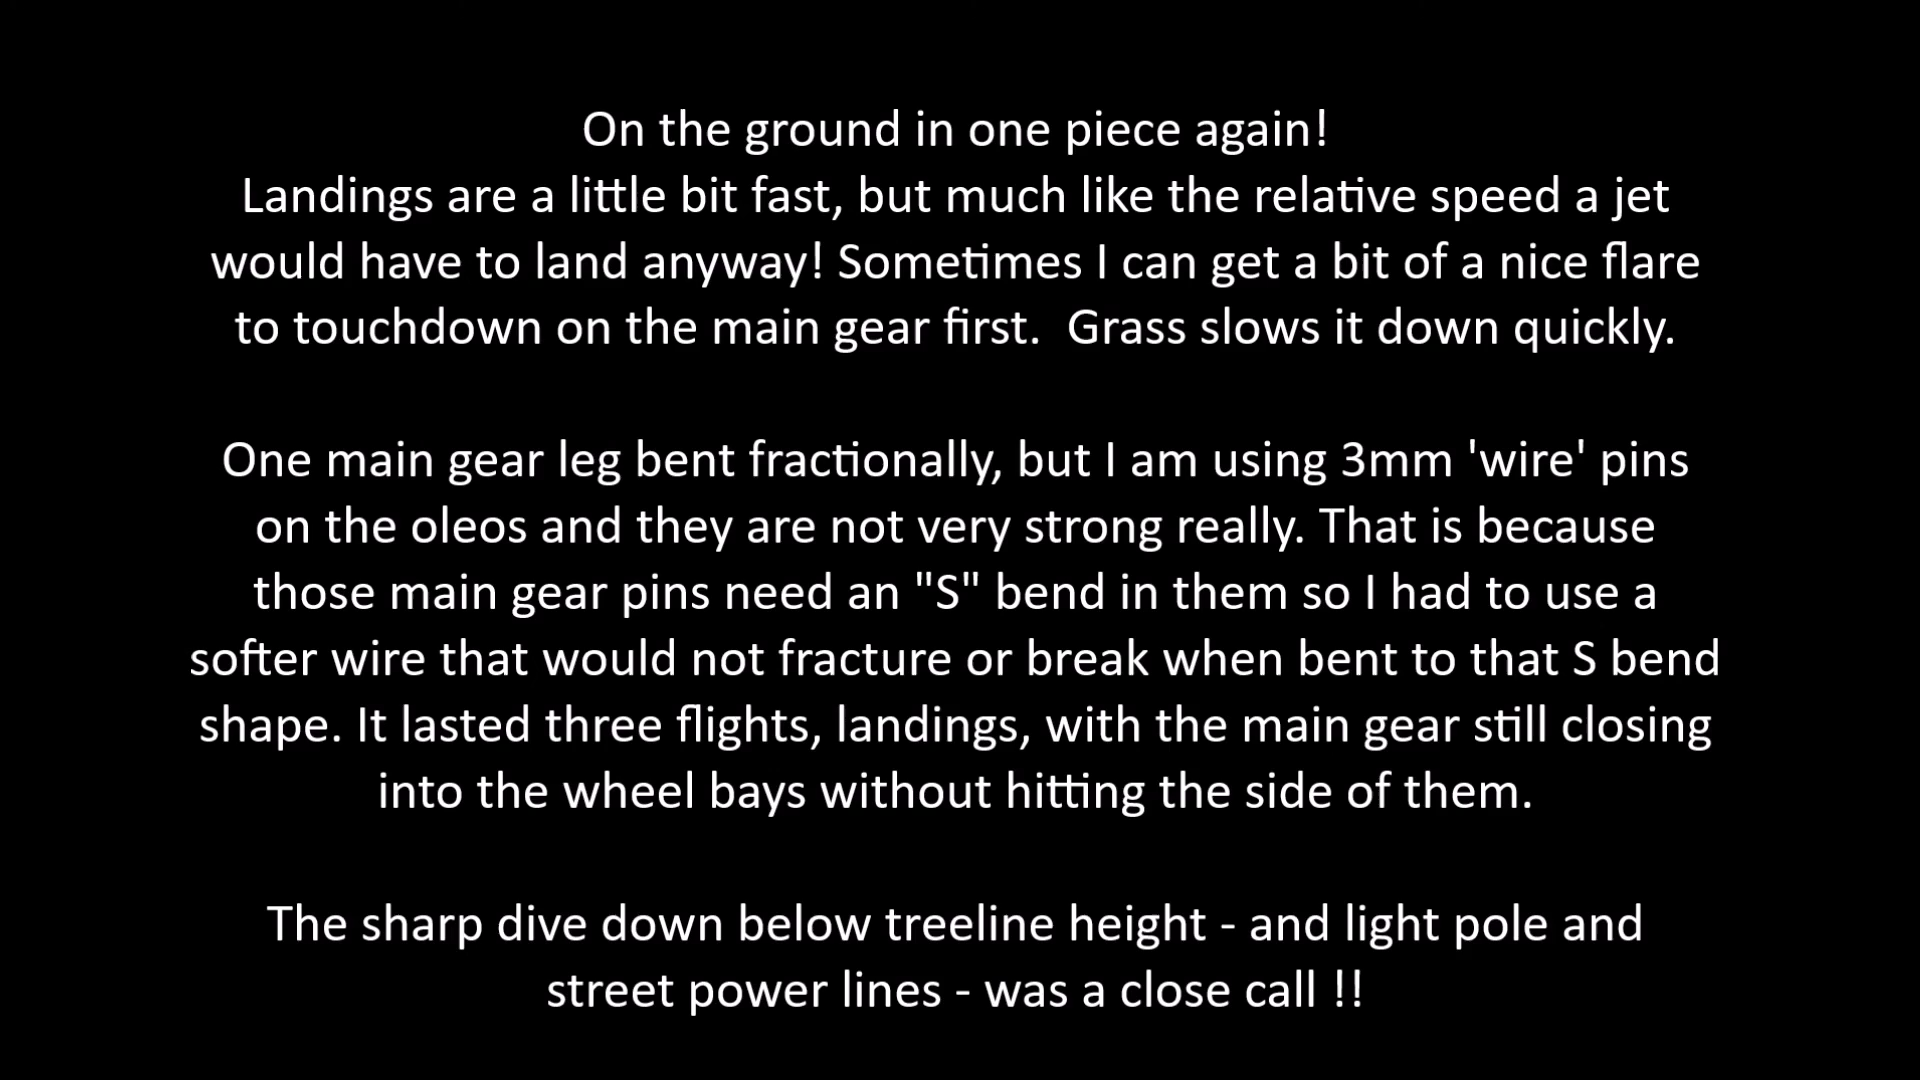 On the ground in one piece again!
Landings are a little bit fast, but much like the relative speed a jet
would have to land anyway! Sometimes I can get a bit of a nice flare
to touchdown on the main gear first.  Grass slows it down quickly.
One main gear leg bent fractionally, but I am using 3mm 'wire' pins
on the oleos and they are not very strong really. That is because
those main gear pins need an "S" bend in them so I had to use a
softer wire that would not fracture or break when bent to that S bend
shape. It lasted three flights, landings, with the main gear still closing
into the wheel bays without hitting the side of them.
The sharp dive down below treeline height - and light pole and
street power lines - was a close call !!